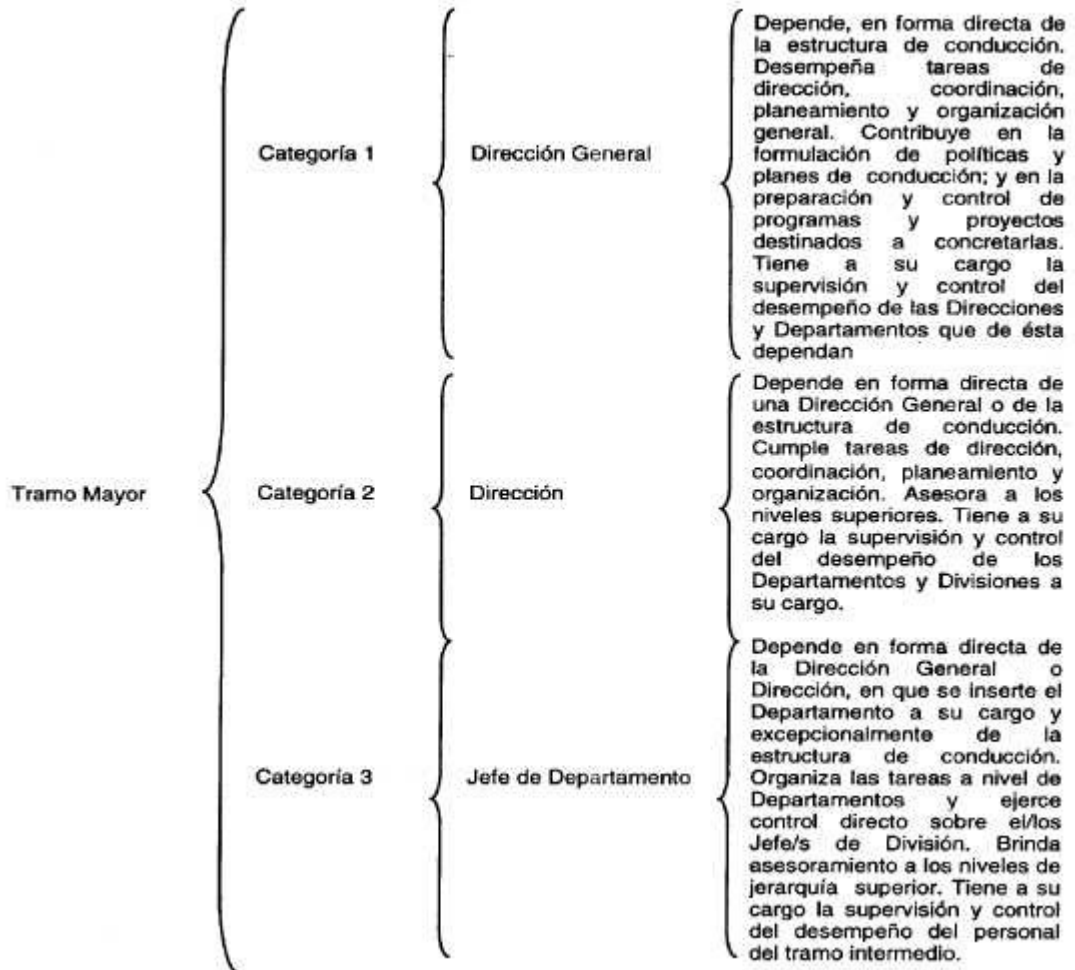 Tramo Mayor
Categoría 1
Dirección General
Depende, en forma directa de
la estructura de conducción.
Desempeña tareas de
dirección, coordinación,
planeamiento y organización
general. Contribuye en la
formulación de políticas y
planes de conducción; y en la
preparación y control de
programas y proyectos
destinados a concretarlas.
Tiene a su cargo la
supervisión y control del
desempeño de las Direcciones
y Departamentos que de ésta
dependan
Categoría 2
Dirección
Depende en forma directa de
una Dirección General o de la
estructura de conducción.
Cumple tareas de dirección,
coordinación, planeamiento y
organización. Asesora a los
niveles superiores. Tiene a su
cargo la supervisión y control
del desempeño de los
Departamentos y Divisiones a
su cargo.
Categoría 3
Jefe de Departamento
Depende en forma directa de
la Dirección General o
Dirección, en que se inserte el
Departamento a su cargo y
excepcionalmente de la
estructura de conducción.
Organiza las tareas a nivel de
Departamentos y ejerce
control directo sobre el/los
Jefe/s de División. Brinda
asesoramiento a los niveles de
jerarquía superior. Tiene a su
cargo la supervisión y control
del desempeño del personal
del tramo intermedio.